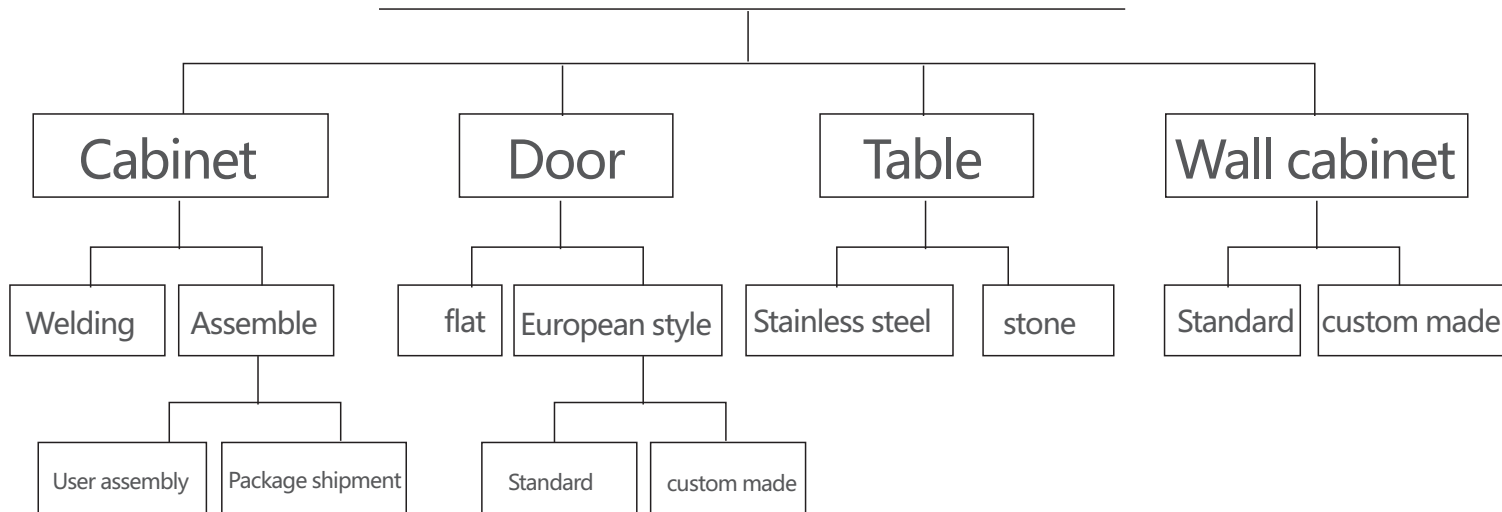 Cabinet
Door
Table
Wall cabinet
Welding
Assemble
flat
European style
Stainless steel
stone
Standard
custom made
User assembly
Package shipment
Standard
custom made